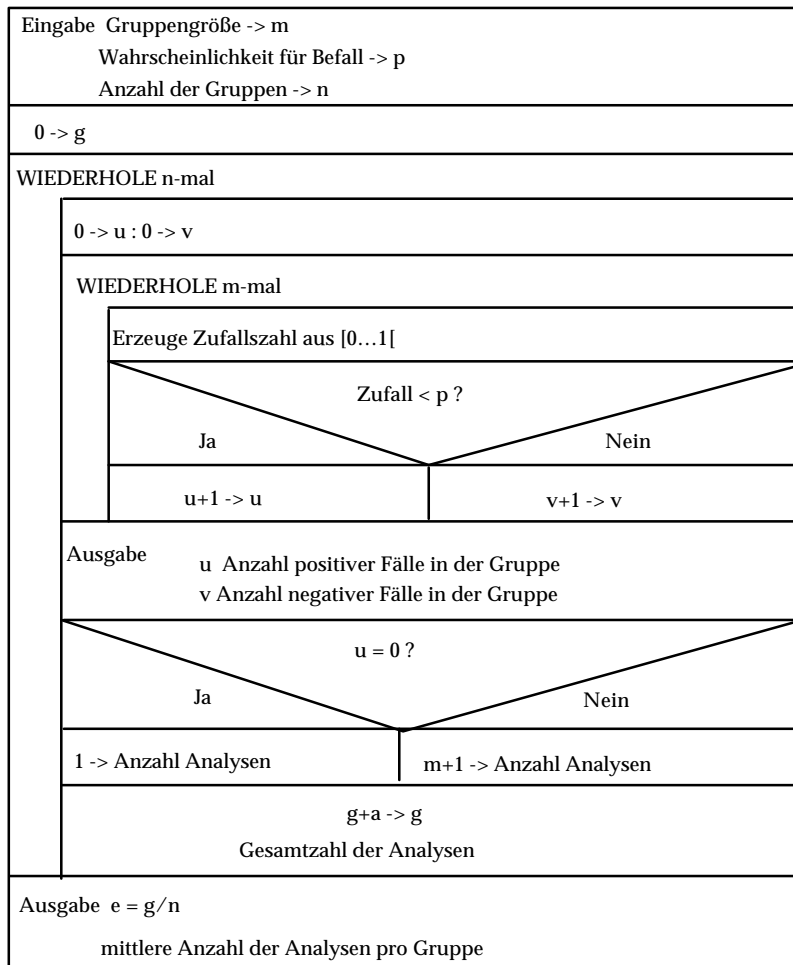 Eingabe Gruppengröße -> m
Wahrscheinlichkeit für Befall -> p
Anzahl der Gruppen -> n
0 -> g
WIEDERHOLE n-mal
0 -> u : 0 -> v
WIEDERHOLE m-mal
Erzeuge Zufallszahl aus [0…1[
Zufall < p ?
Ja Nein
u+1 -> u v+1 -> v
Ausgabe u Anzahl positiver Fälle in der Gruppe
v Anzahl negativer Fälle in der Gruppe
u = 0 ?
Ja Nein
1 -> Anzahl Analysen m+1 -> Anzahl Analysen
g+a -> g
Gesamtzahl der Analysen
Ausgabe e = g/n
mittlere Anzahl der Analysen pro Gruppe